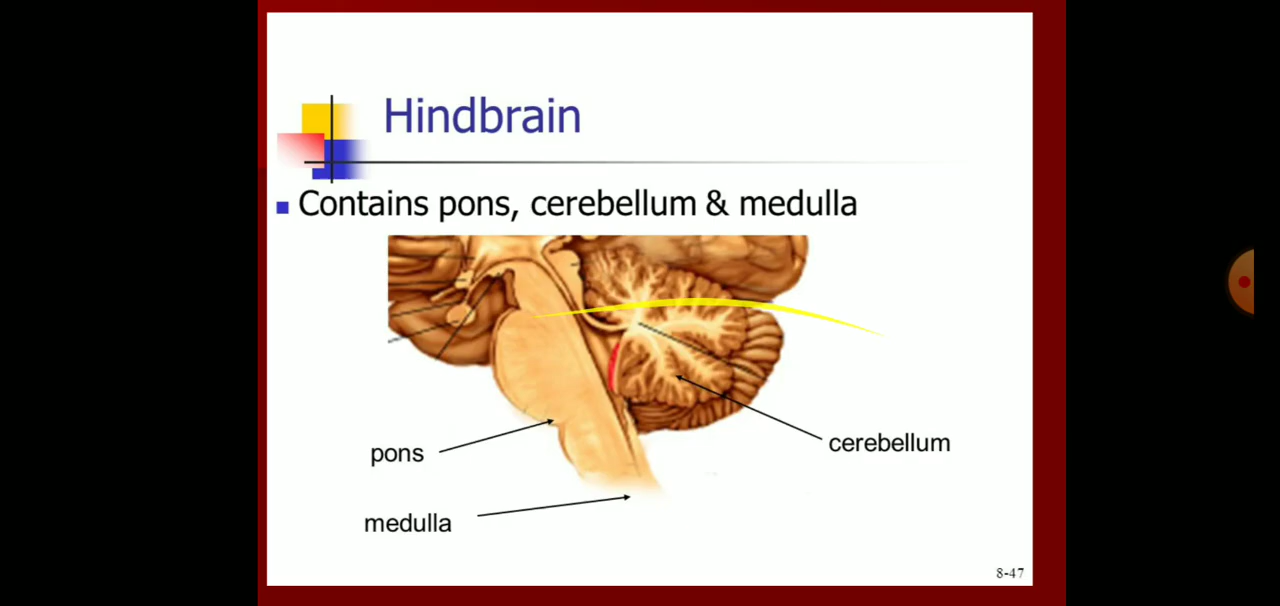 Hindbrain
Contains pons, cerebellum & medulla
cerebellum
pons
medulla
8-47